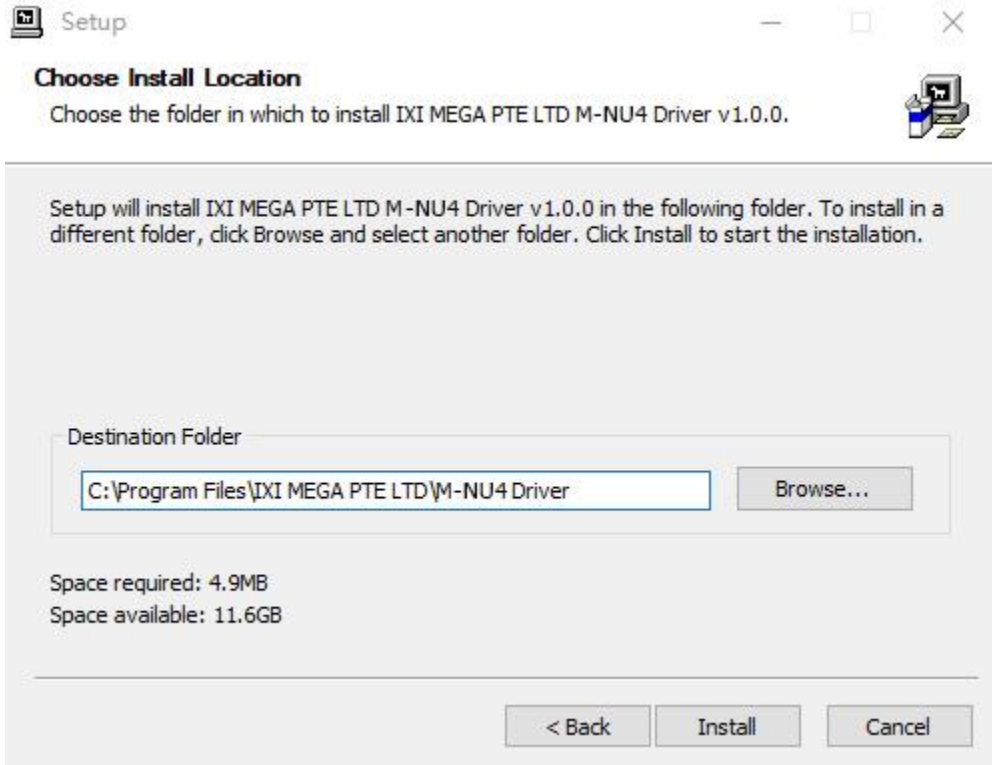 Setup
Choose Install Location
Choose the folder in which to install IXI MEGA PTE LTD M-NU4 Driver v1.0.0.
Setup will install IXI MEGA PTE LTD M-NU4 Driver v1.0.0 in the following folder. To install in a
different folder, click Browse and select another folder. Click Install to start the installation.
Destination Folder
C:\Program Files\IXI MEGA PTE LTD\M-NU4 Driver
Browse...
Space required: 4.9MB
Space available: 11.6GB
< Back
Install
Cancel